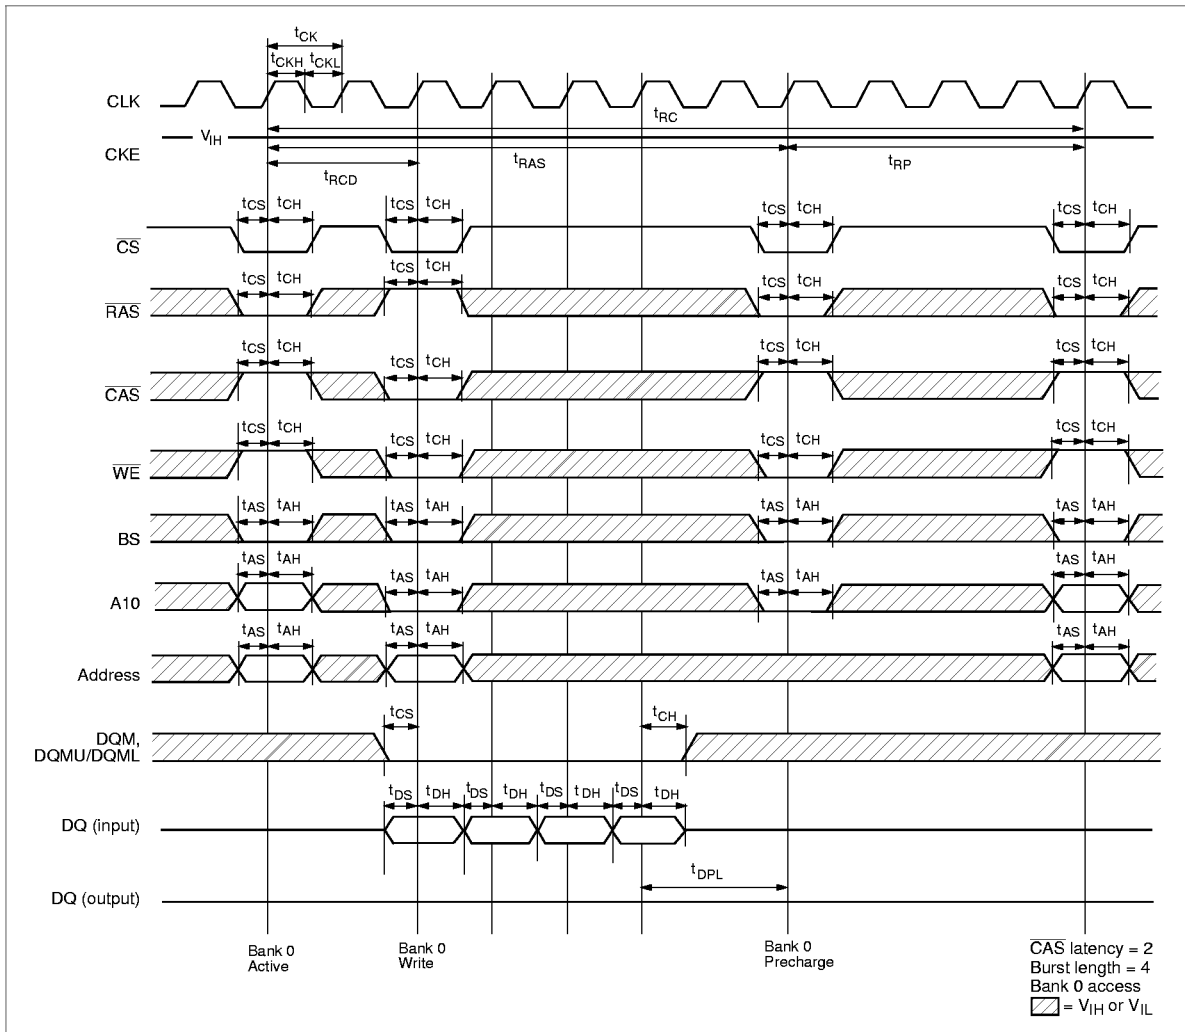 tCK
tCKH tCKL
CLK
tRC
VIH
CKE
tRAS
tRP
tRCD
tCS tCH tCS tCH tCS tCH tCS tCH
CS
tCS tCH tCS tCH tCS tCH tCS tCH
RAS
tCS tCH tCS tCH tCS tCH tCS tCH
CAS
tCS tCH tCS tCH tCS tCH tCS tCH
WE
tAS tAH tAS tAH tAS tAH tAS tAH
BS
tAS tAH tAS tAH tAS tAH tAS tAH
A10
tAS tAH tAS tAH tAS tAH
Address
tCS tCH
DQM,
DQMU/DQML
tDS tDH tDS tDH tDS tDH tDS tDH
DQ (input)
tDPL
DQ (output)
Bank 0
Active
Bank 0
Write
Bank 0
Precharge
CAS latency = 2
Burst length = 4
Bank 0 access
= VIH or VIL